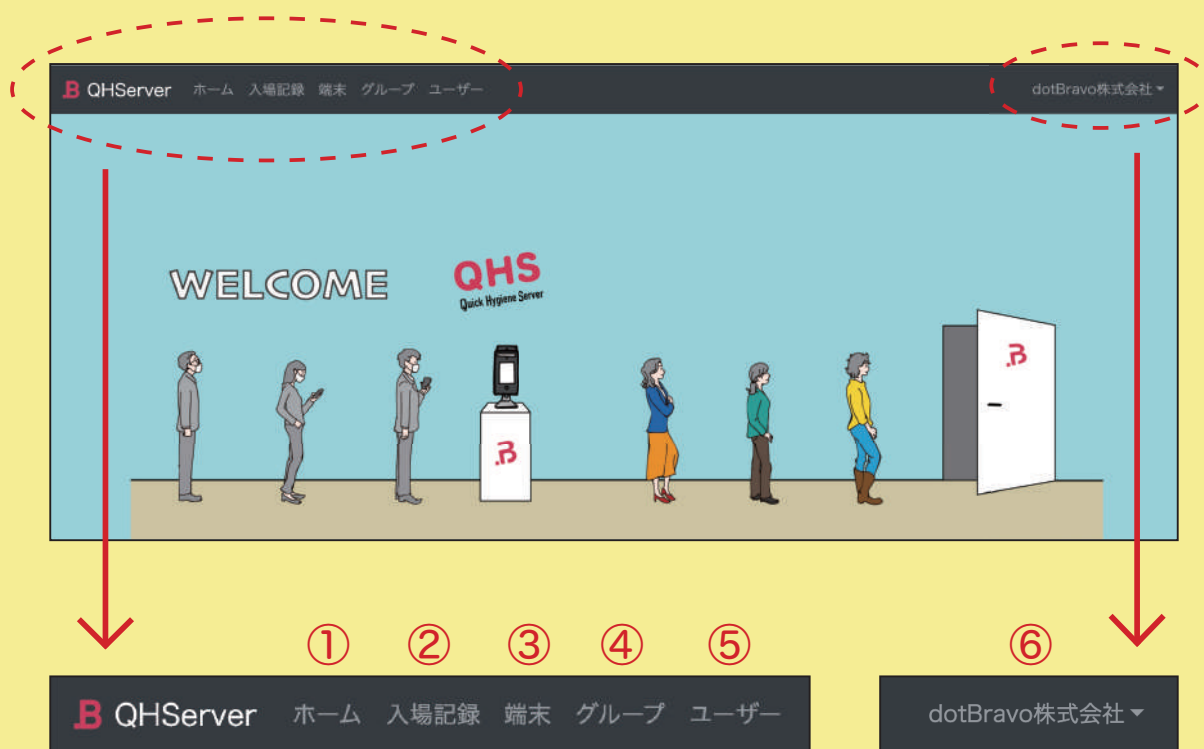 B QHServer ホーム 入場記録 端末 グループ ユーザー dotBravo株式会社
WELCOME
QHS
Quick Hygiene Server
.B
.B
① ② ③ ④ ⑤ ⑥
B QHServer ホーム 入場記録 端末 グループ ユーザー dotBravo株式会社